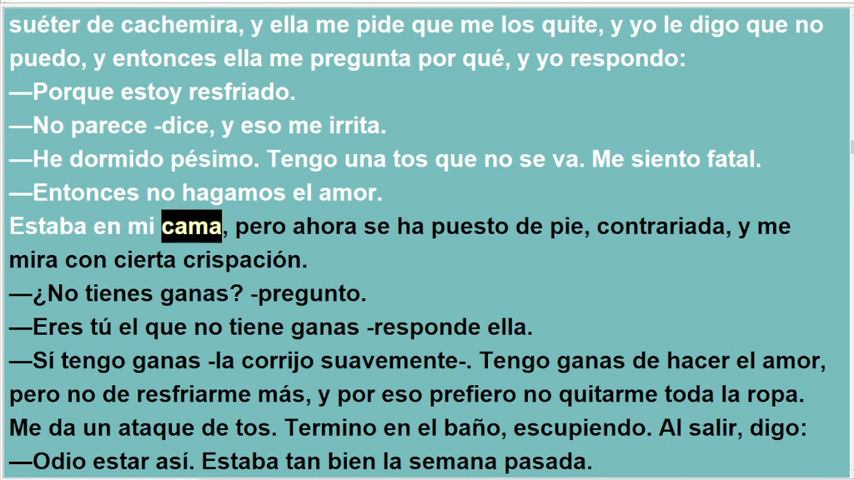 suéter de cachemira, y ella me pide que me los quite, y yo le digo que no
puedo, y entonces ella me pregunta por qué, y yo respondo:
—Porque estoy resfriado.
—No parece -dice, y eso me irrita.
—He dormido pésimo. Tengo una tos que no se va. Me siento fatal.
—Entonces no hagamos el amor.
Estaba en mi cama, pero ahora se ha puesto de pie, contrariada, y me
mira con cierta crispación.
—¿No tienes ganas? -pregunto.
—Eres tú el que no tiene ganas -responde ella.
—Sí tengo ganas -la corrijo suavemente-. Tengo ganas de hacer el amor,
pero no de resfriarme más, y por eso prefiero no quitarme toda la ropa.
Me da un ataque de tos. Termino en el baño, escupiendo. Al salir, digo:
—Odio estar así. Estaba tan bien la semana pasada.